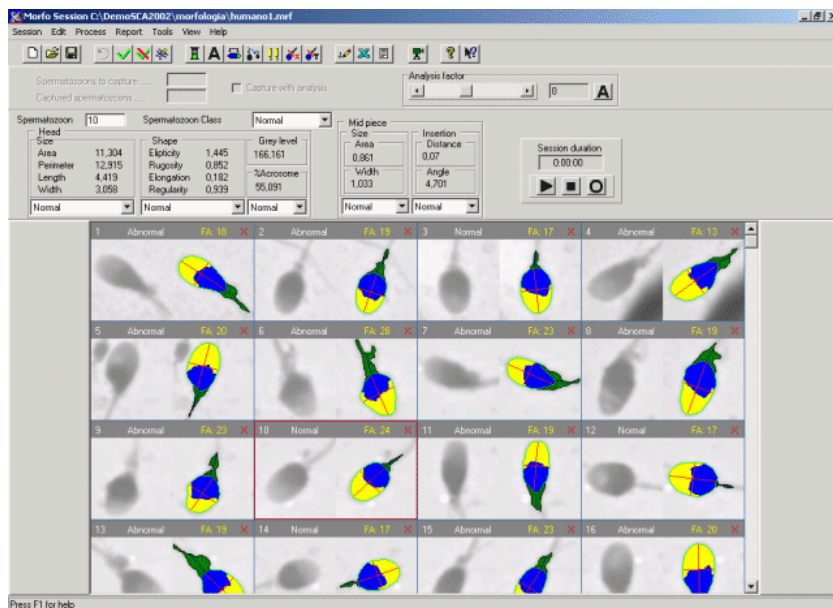 Morfo Session C:\DemoSCA2002\morfologia\humano1.mrf
Session Edit Process Report Tools View Help
Spermatozoons to capture......
Captured spermatozoons......
Capture with analysis
Analysis factor
0
A
Spermatozoon 10 Spermatozoon Class Normal
Head
Size
Area 11,304
Perimeter 12,915
Length 4,419
Width 3,058
Normal
Shape
Elipticity 1,445
Rugosity 0,852
Elongation 0,182
Regularity 0,939
Normal
Grey level
166,161
%Acrosome
55,091
Normal
Mid piece
Size
Area
0,861
Width
1,033
Normal
Insertion
Distance
0,07
Angle
4,701
Normal
Session duration
0:00:00
1 Abnormal FA: 18 X
2 Abnormal FA: 19 X
3 Normal FA: 17 X
4 Abnormal FA: 13 X
5 Abnormal FA: 20 X
6 Abnormal FA: 28 X
7 Abnormal FA: 23 X
8 Abnormal FA: 19 X
9 Abnormal FA: 23 X
10 Normal FA: 24 X
11 Abnormal FA: 19 X
12 Normal FA: 17 X
13 Abnormal FA: 19 X
14 Normal FA: 17 X
15 Abnormal FA: 23 X
16 Abnormal FA: 20 X
Press F1 for help